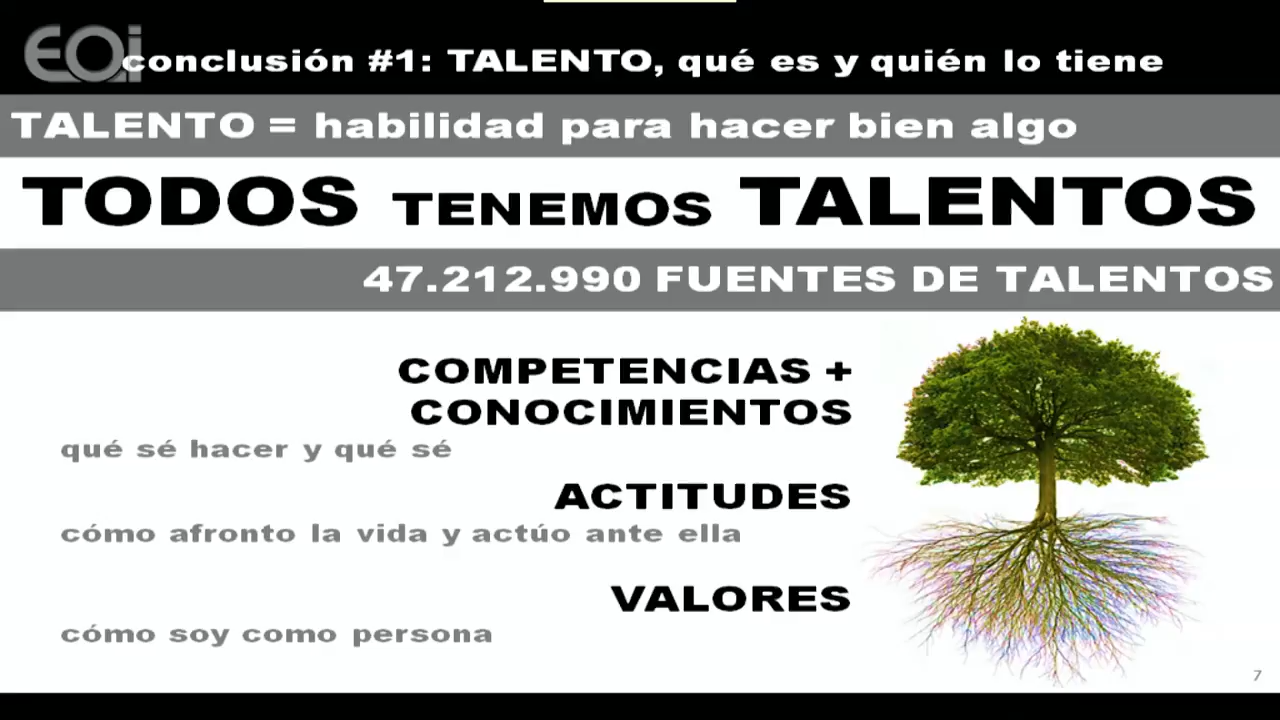 EOi
conclusión #1: TALENTO, qué es y quién lo tiene
TALENTO = habilidad para hacer bien algo
TODOS TENEMOS TALENTOS
47.212.990 FUENTES DE TALENTOS
COMPETENCIAS +
CONOCIMIENTOS
qué sé hacer y qué sé
ACTITUDES
cómo afronto la vida y actúo ante ella
VALORES
cómo soy como persona
7